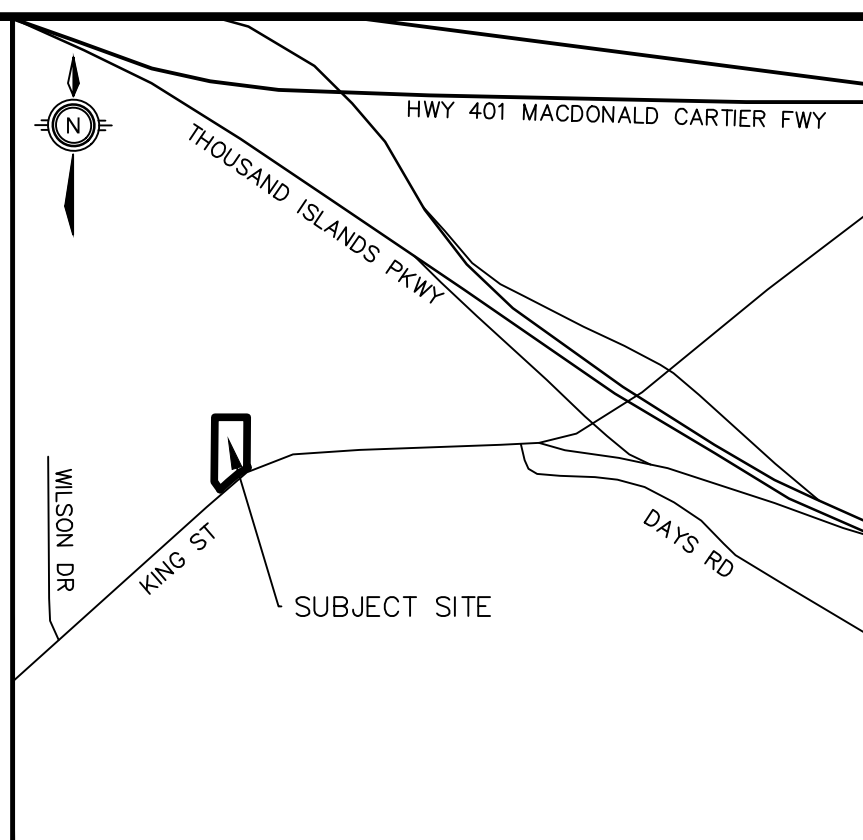 HWY 401 MACDONALD CARTIER FWY
N
THOUSAND ISLANDS PKWY
WILSON DR
KING ST
DAYS RD
SUBJECT SITE